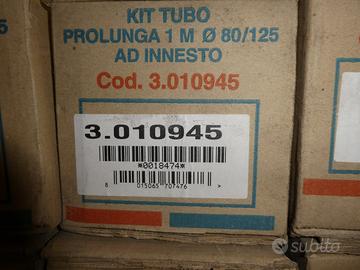 KIT TUBO
PROLUNGA 1 M Ø 80/125
AD INNESTO
Cod. 3.010945
3.010945
*0018474*
8 015065 707476 >
subito